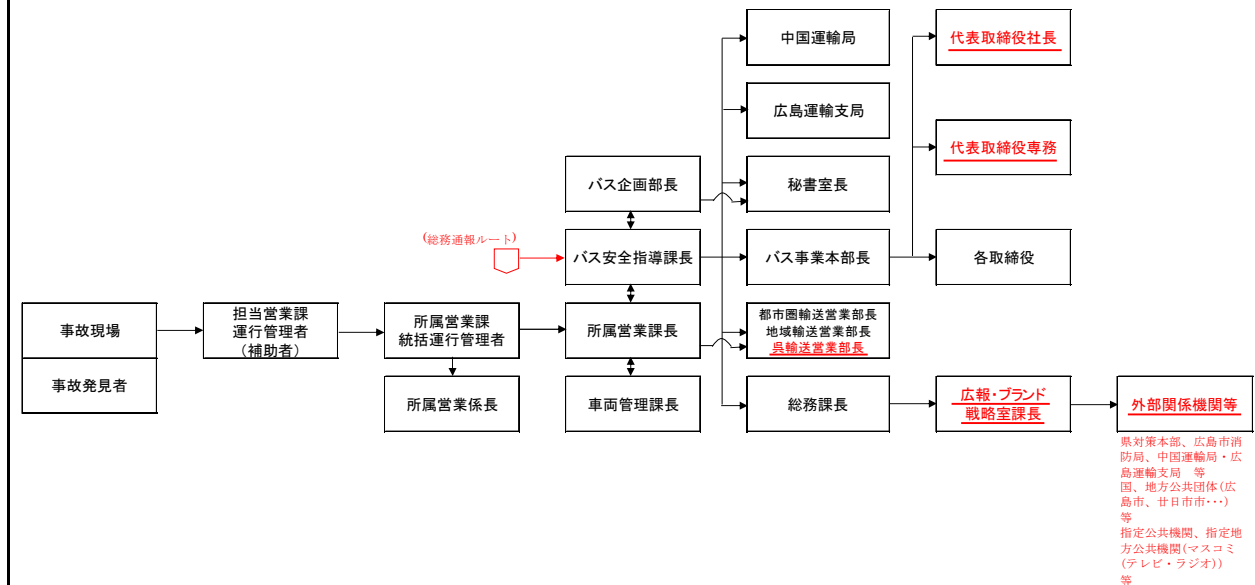 中国運輸局
代表取締役社長
広島運輸支局
代表取締役専務
バス企画部長
秘書室長
(総務通報ルート)
バス安全指導課長
バス事業本部長
各取締役
事故現場
担当営業課
運行管理者
(補助者)
所属営業課
統括運行管理者
所属営業課長
都市圏輸送営業部長
地域輸送営業部長
呉輸送営業部長
事故発見者
所属営業係長
車両管理課長
総務課長
広報・ブランド
戦略室課長
外部関係機関等
県対策本部、広島市消
防局、中国運輸局・広
島運輸支局 等
国、地方公共団体(広
島市、廿日市市・・・)
等
指定公共機関、指定地
方公共機関(マスコミ
(テレビ・ラジオ))
等